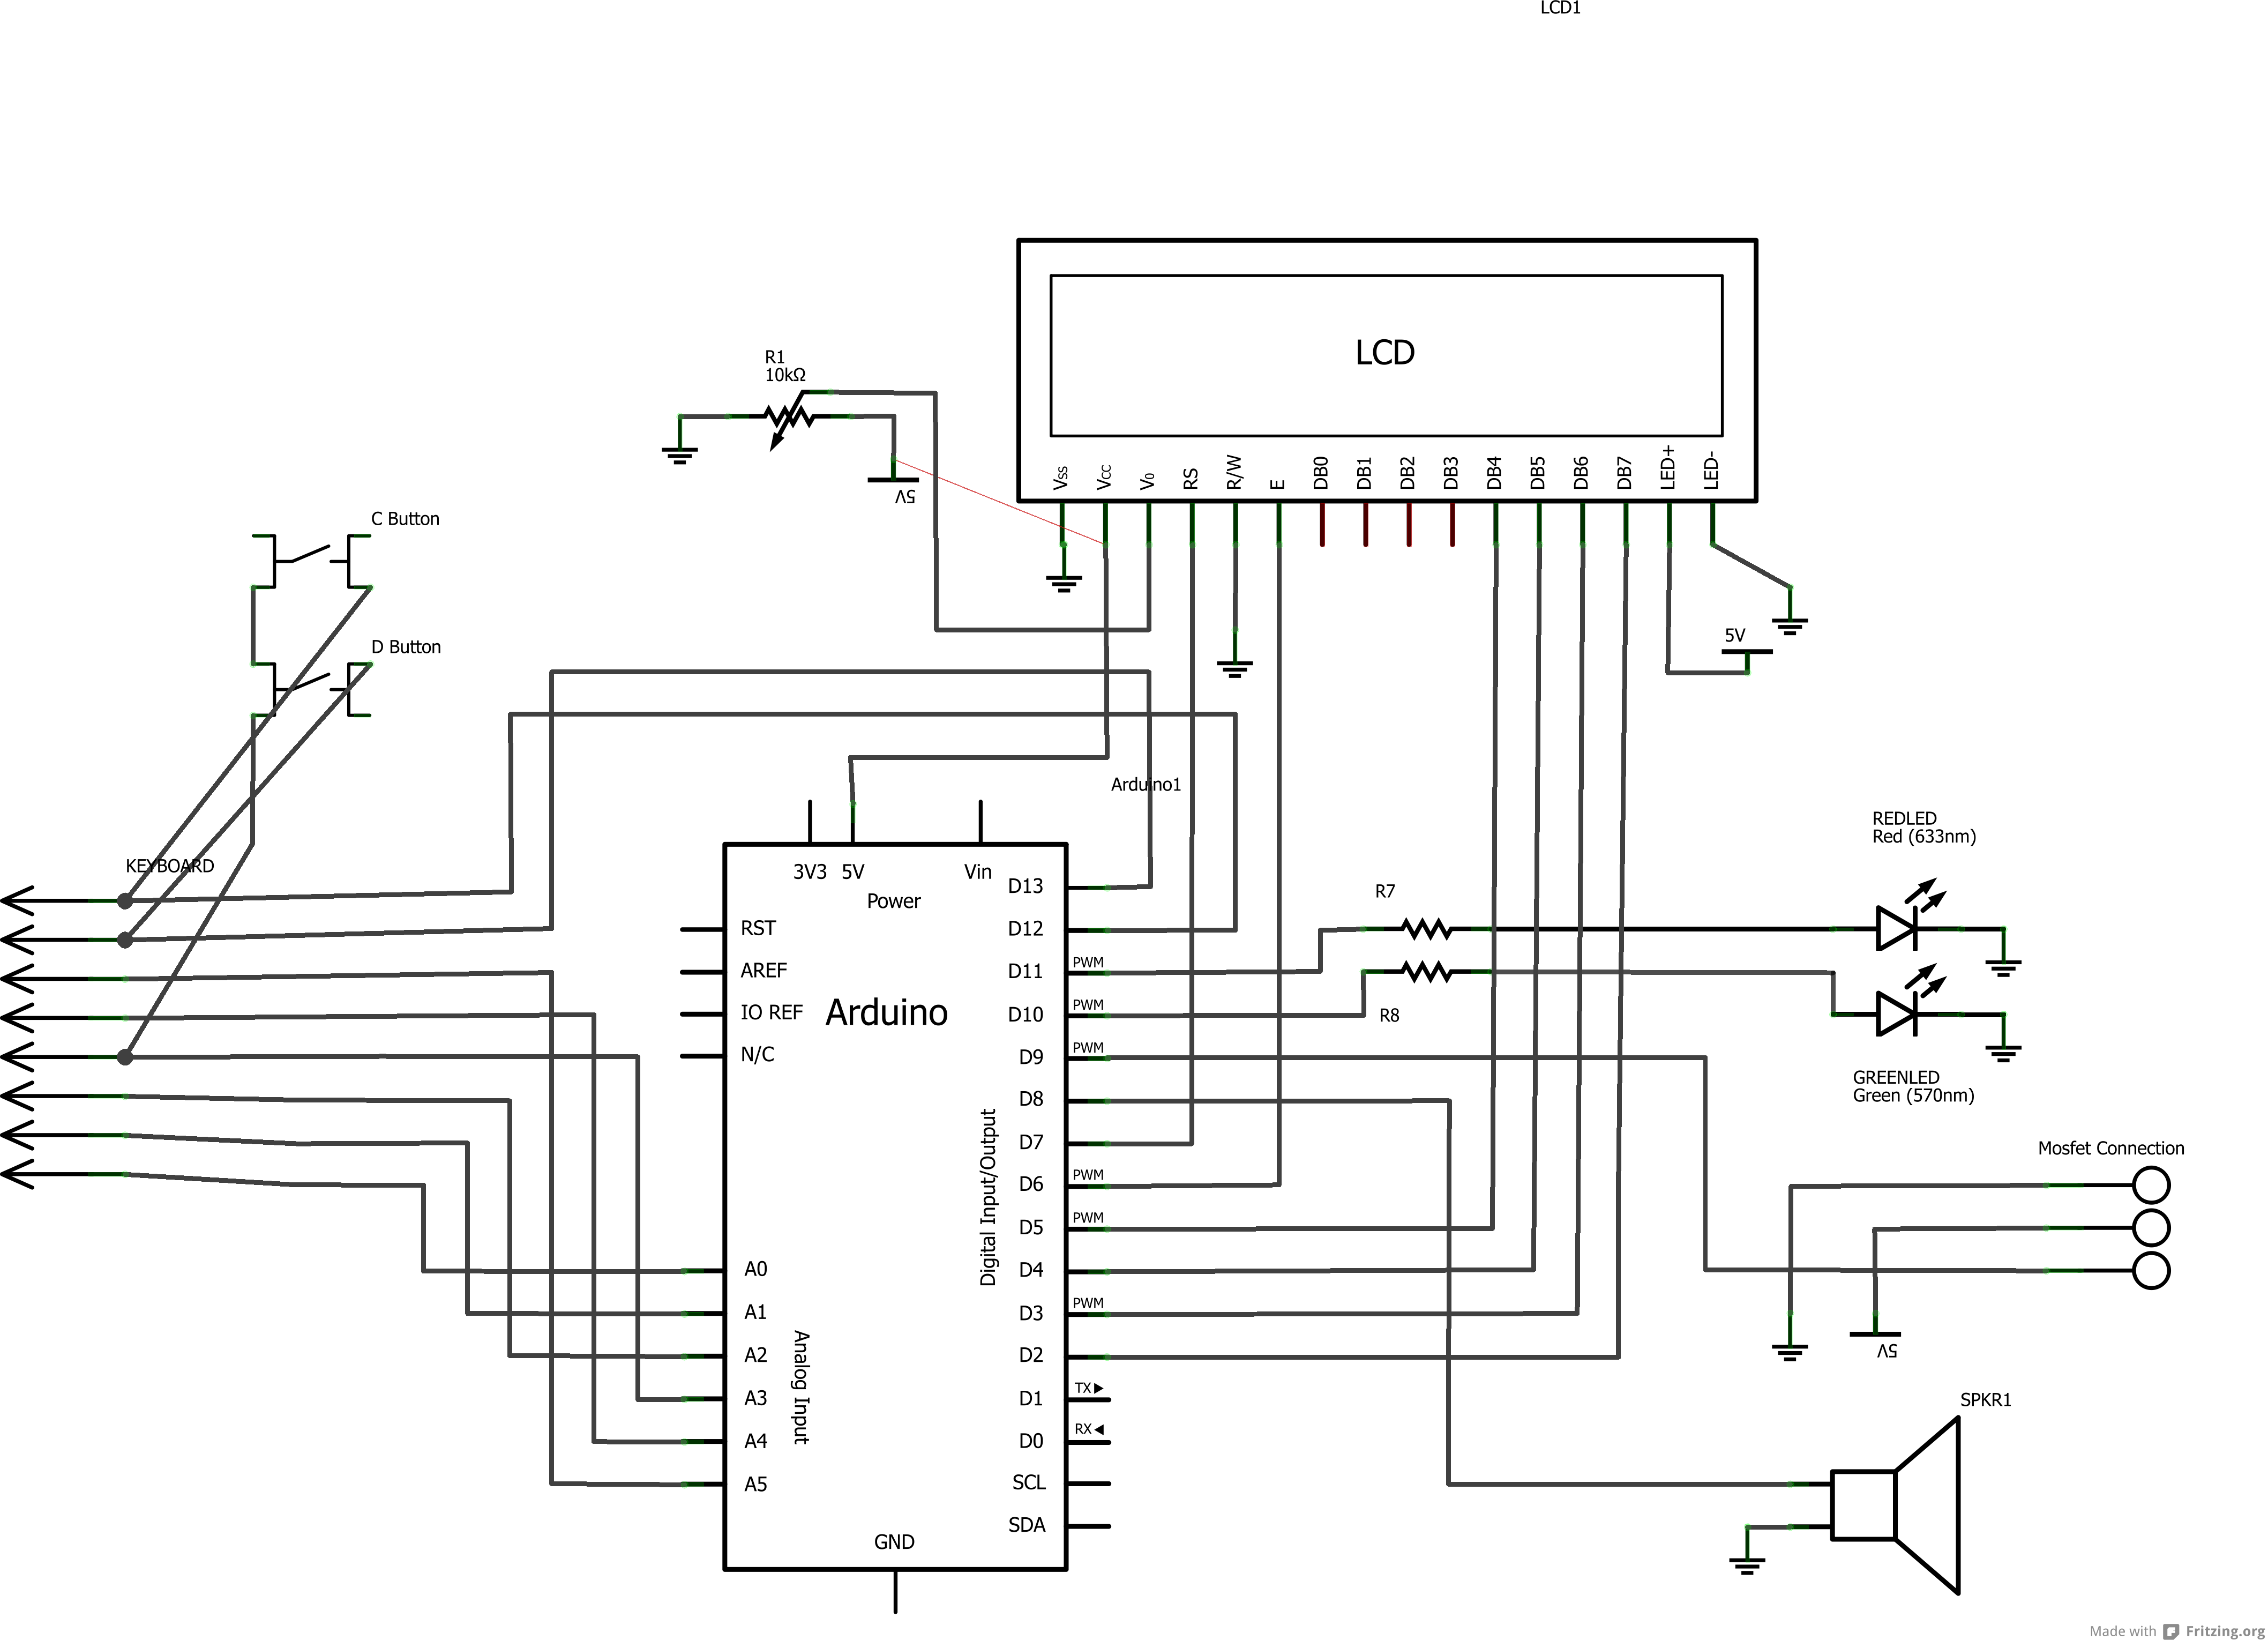 LCD1
LCD
R1
10kΩ
Vss
Vcc
V0
RS
R/W
E
DB0
DB1
DB2
DB3
DB4
DB5
DB6
DB7
LED+
LED-
5V
C Button
D Button
5V
Arduino1
KEYBOARD
3V3
5V
Vin
Power
RST
AREF
IO REF
N/C
Arduino
D13
D12
D11
D10
D9
D8
D7
D6
D5
D4
D3
D2
D1
D0
SCL
SDA
PWM
PWM
PWM
PWM
PWM
PWM
TX
RX
Digital Input/Output
Analog Input
A0
A1
A2
A3
A4
A5
GND
R7
R8
REDLED
Red (633nm)
GREENLED
Green (570nm)
Mosfet Connection
5V
SPKR1
Made with Fritzing.org